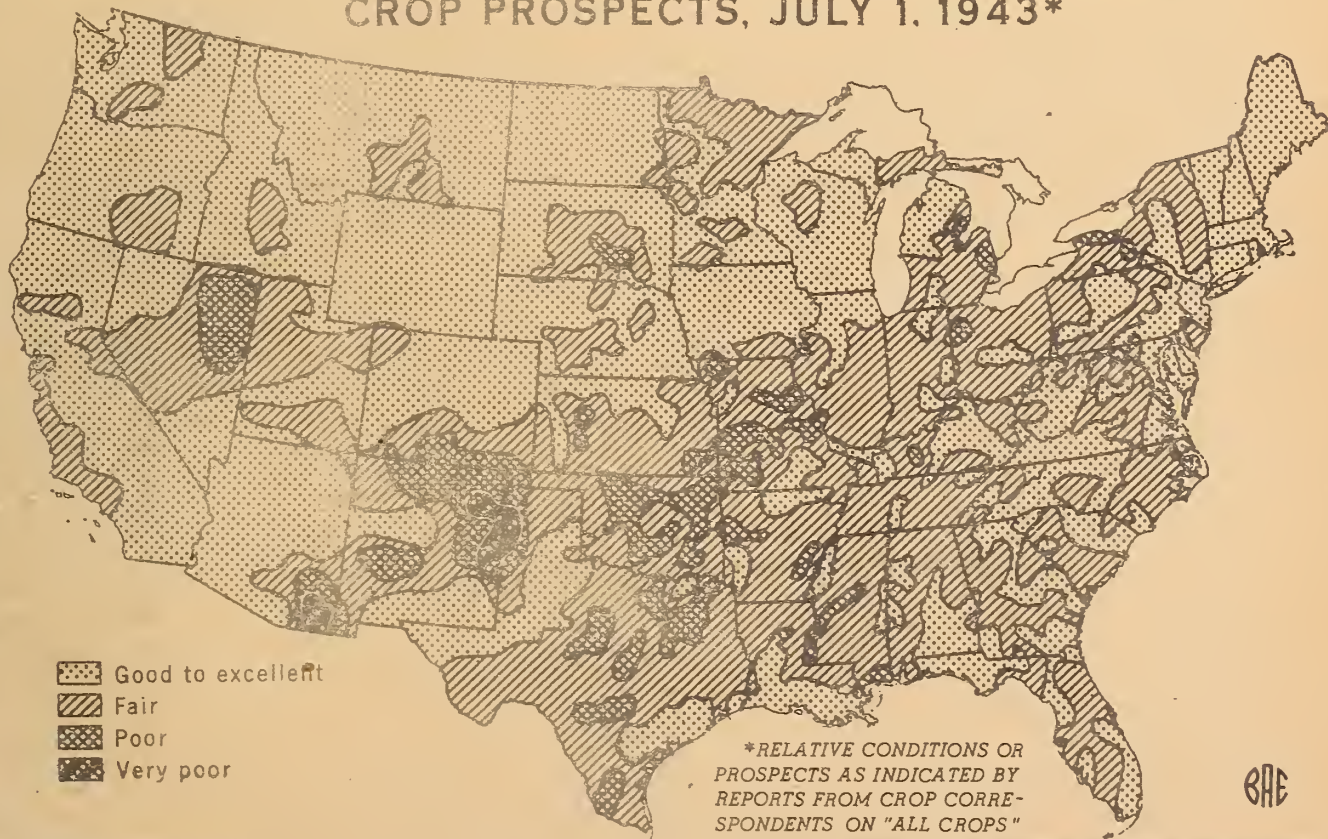 CROP PROSPECTS, JULY 1, 1943*
Good to excellent
Fair
Poor
Very poor
*RELATIVE CONDITIONS OR
PROSPECTS AS INDICATED BY
REPORTS FROM CROP CORRE-
SPONDENTS ON "ALL CROPS"
BAE